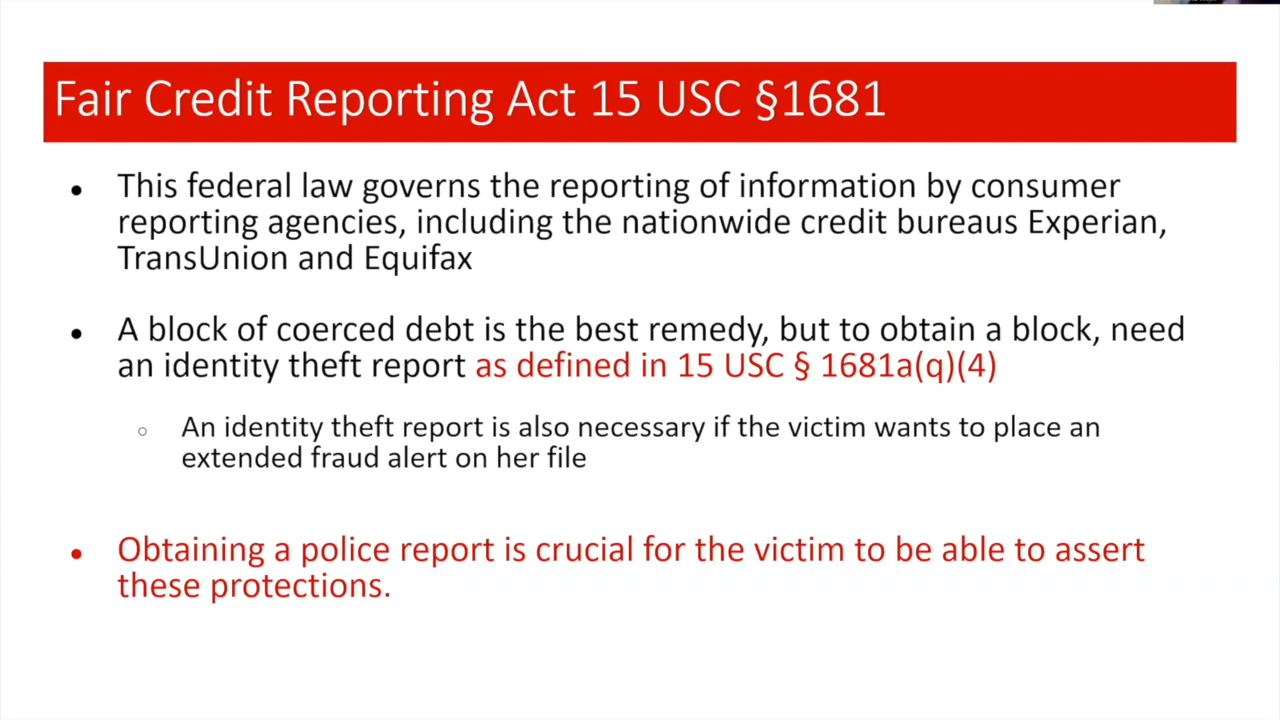 Fair Credit Reporting Act 15 USC §1681
• This federal law governs the reporting of information by consumer
reporting agencies, including the nationwide credit bureaus Experian,
TransUnion and Equifax
• A block of coerced debt is the best remedy, but to obtain a block, need
an identity theft report as defined in 15 USC § 1681a(q)(4)
○ An identity theft report is also necessary if the victim wants to place an
extended fraud alert on her file
• Obtaining a police report is crucial for the victim to be able to assert
these protections.